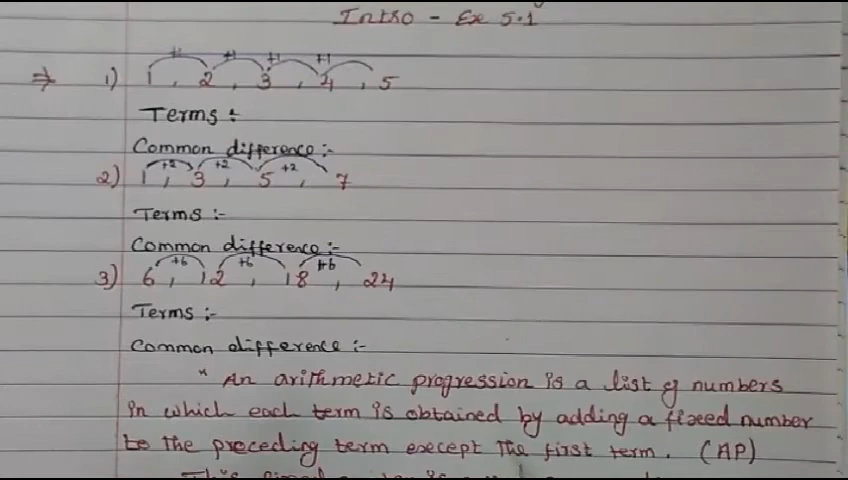 Intro - Ex 5.1
⇒ 1) 1 , 2 , 3 , 4 , 5
+1 +1 +1 +1
Terms :
Common difference :-
+2 +2 +2
2) 1 , 3 , 5 , 7
Terms :-
Common difference :-
+6 +6 +6
3) 6 , 12 , 18 , 24
Terms :-
Common difference :-
" An arithmetic progression is a list of numbers
in which each term is obtained by adding a fixed number
to the preceding term except the first term. (AP)